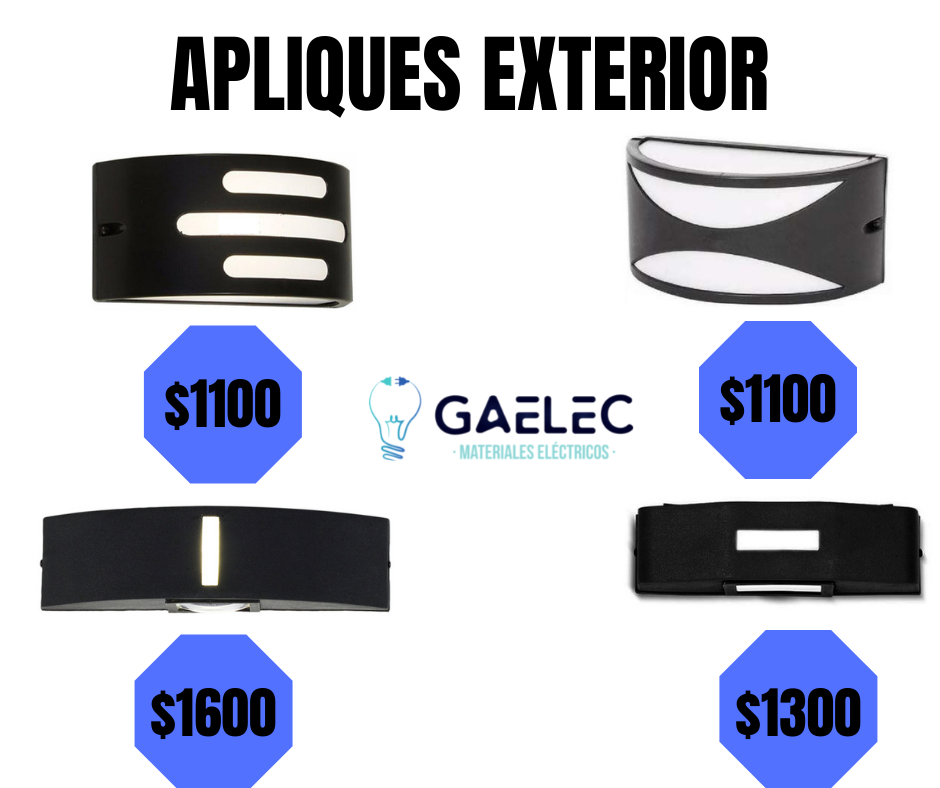 APLIQUES EXTERIOR
$1100
$1100
GAELEC
· MATERIALES ELÉCTRICOS ·
$1600
$1300